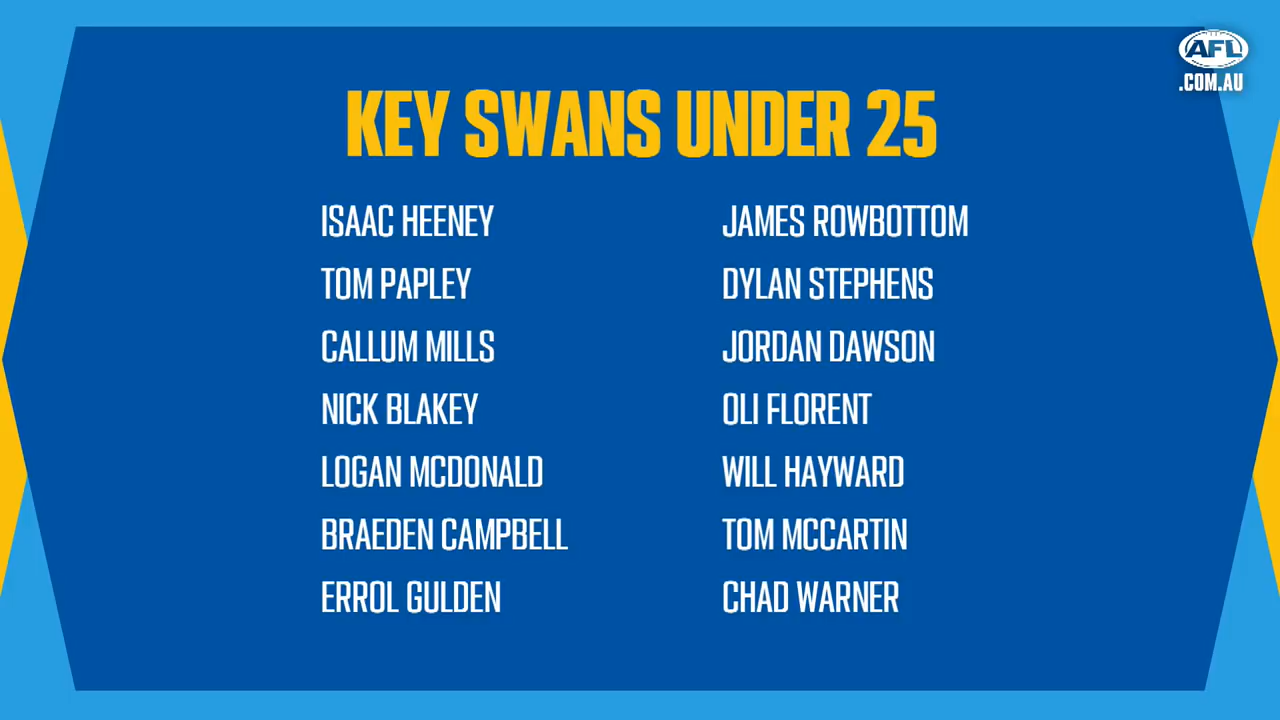 AFL
.COM.AU
KEY SWANS UNDER 25
ISAAC HEENEY
TOM PAPLEY
CALLUM MILLS
NICK BLAKEY
LOGAN MCDONALD
BRAEDEN CAMPBELL
ERROL GULDEN
JAMES ROWBOTTOM
DYLAN STEPHENS
JORDAN DAWSON
OLI FLORENT
WILL HAYWARD
TOM MCCARTIN
CHAD WARNER